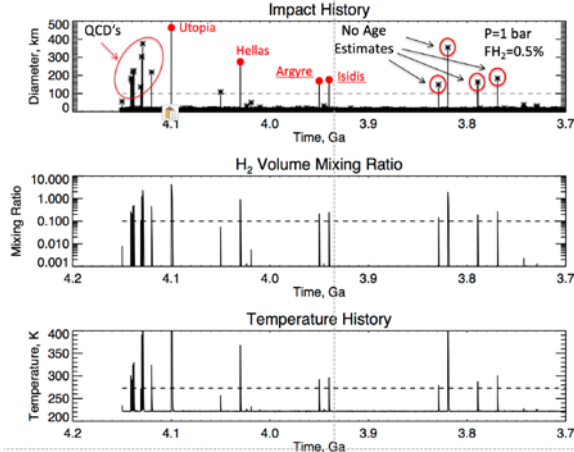 Impact History
Diameter, km
500
400
300
200
100
0
QCD's
Utopia
Hellas
Argyre
Isidis
No Age
Estimates
P=1 bar
FH2=0.5%
4.2
4.1
4.0
3.9
3.8
3.7
Time, Ga
H2 Volume Mixing Ratio
Mixing Ratio
10.000
1.000
0.100
0.010
0.001
4.2
4.1
4.0
3.9
3.8
3.7
Time, Ga
Temperature History
Temperature, K
400
350
300
250
200
4.2
4.1
4.0
3.9
3.8
3.7
Time, Ga